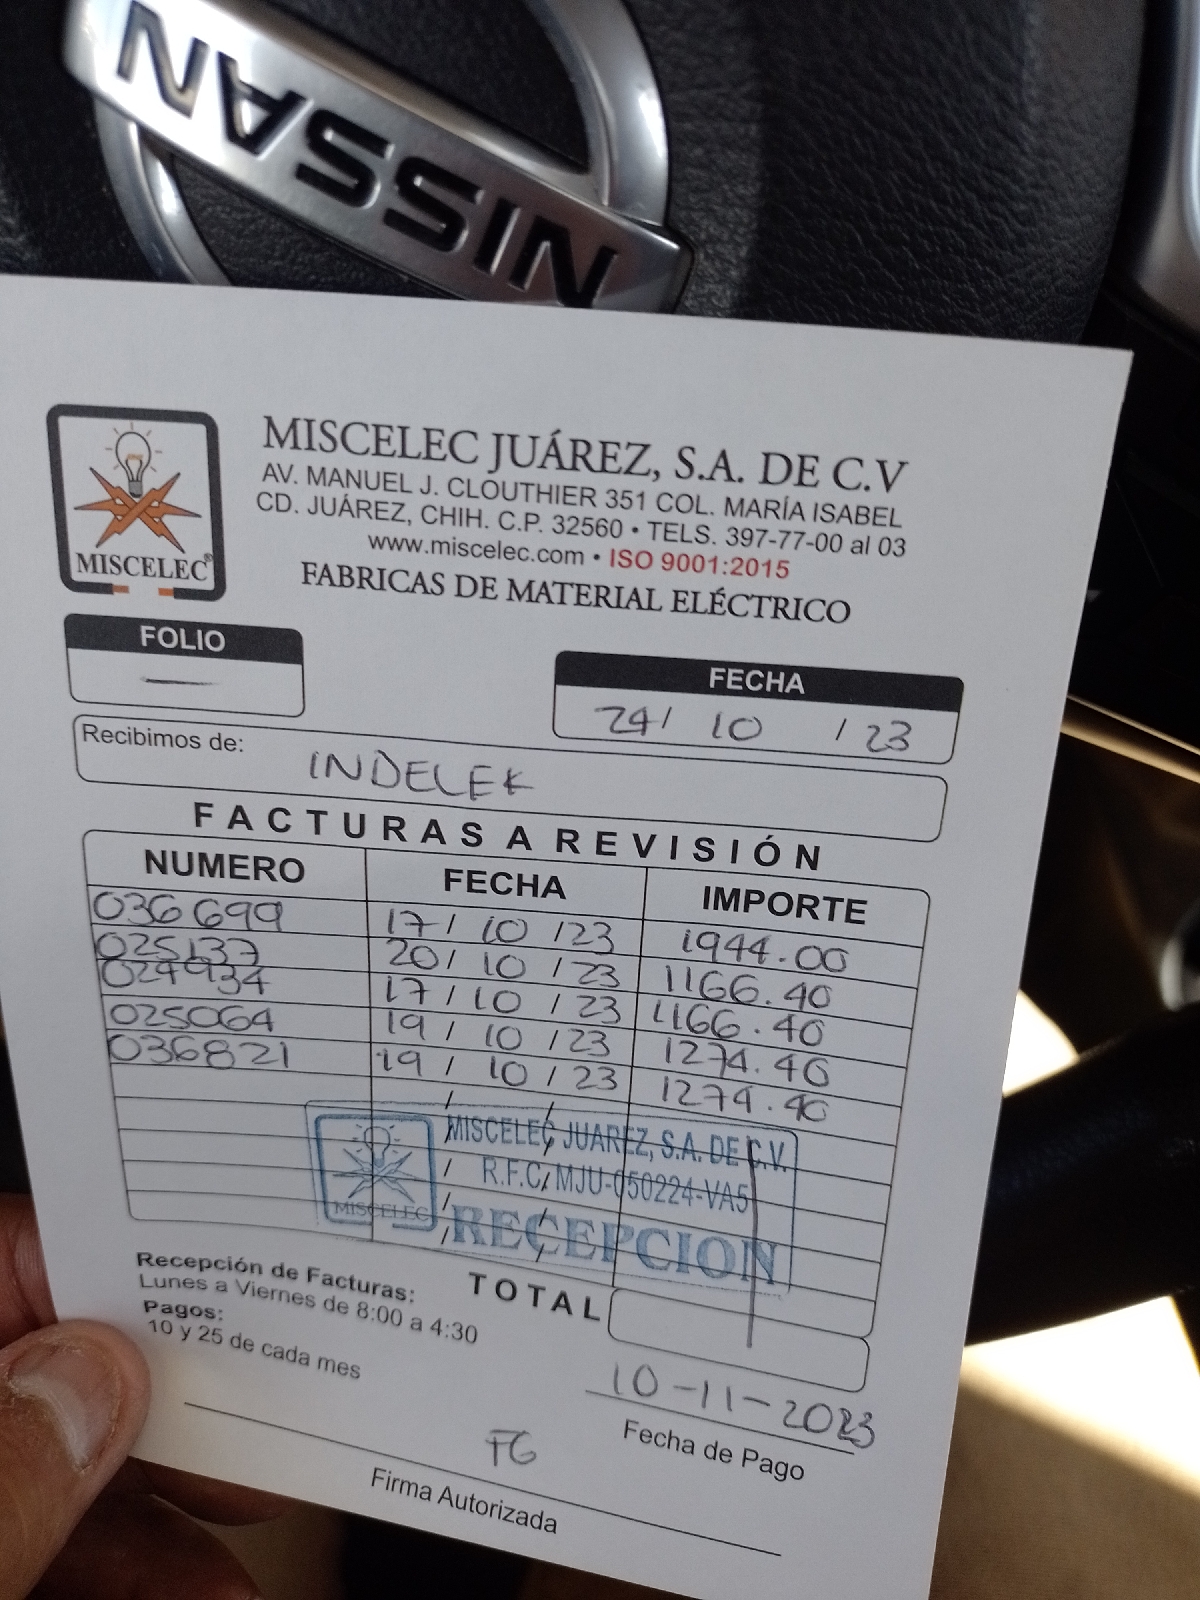 NISSAN
MISCELEC JUÁREZ, S.A. DE C.V
AV. MANUEL J. CLOUTHIER 351 COL. MARÍA ISABEL
CD. JUÁREZ, CHIH. C.P. 32560 • TELS. 397-77-00 al 03
www.miscelec.com • ISO 9001:2015
FABRICAS DE MATERIAL ELÉCTRICO
MISCELEC®
FOLIO
—
FECHA
24/ 10 / 23
Recibimos de: INDELEK
FACTURAS A REVISIÓN
NUMERO FECHA IMPORTE
036699 17/ 10 /23 1944.00
025137 20/ 10 /23 1166.40
024934 17/ 10 / 23 1166.40
025064 19/ 10 /23 1274.40
036821 19/ 10 / 23 1274.40
MISCELEC JUAREZ, S.A. DE C.V.
R.F.C. MJU-050224-VA5
MISCELEC
RECEPCION
TOTAL
Recepción de Facturas:
Lunes a Viernes de 8:00 a 4:30
Pagos:
10 y 25 de cada mes
10-11-2023
Fecha de Pago
FG
Firma Autorizada